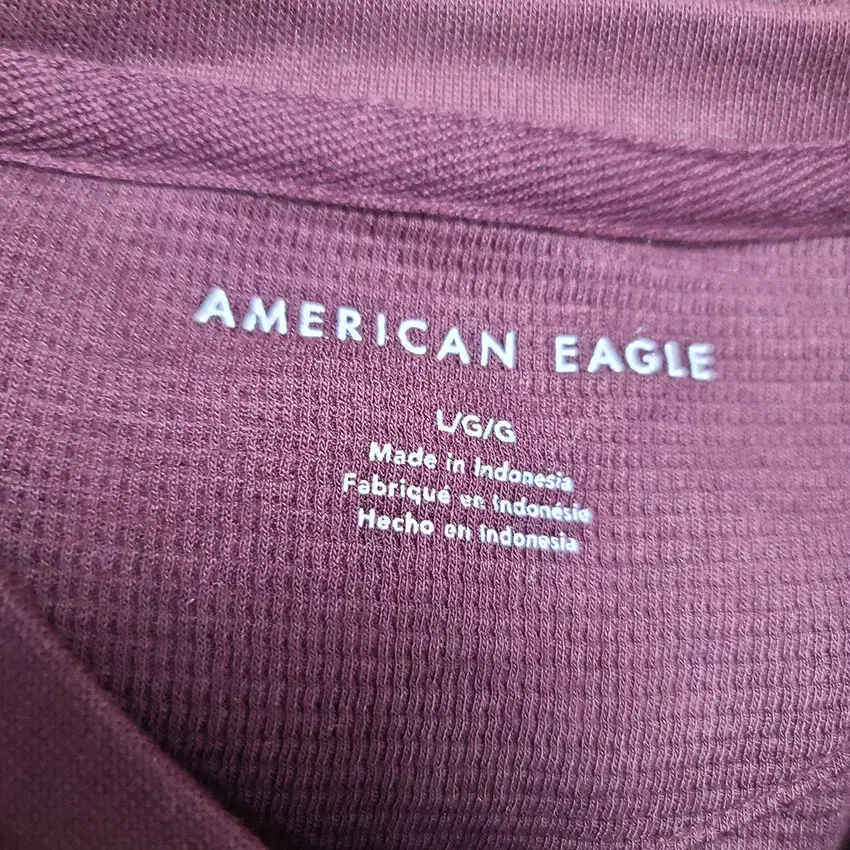 AMERICAN EAGLE
L/G/G
Made in Indonesia
Fabriqué en Indonésie
Hecho en Indonesia